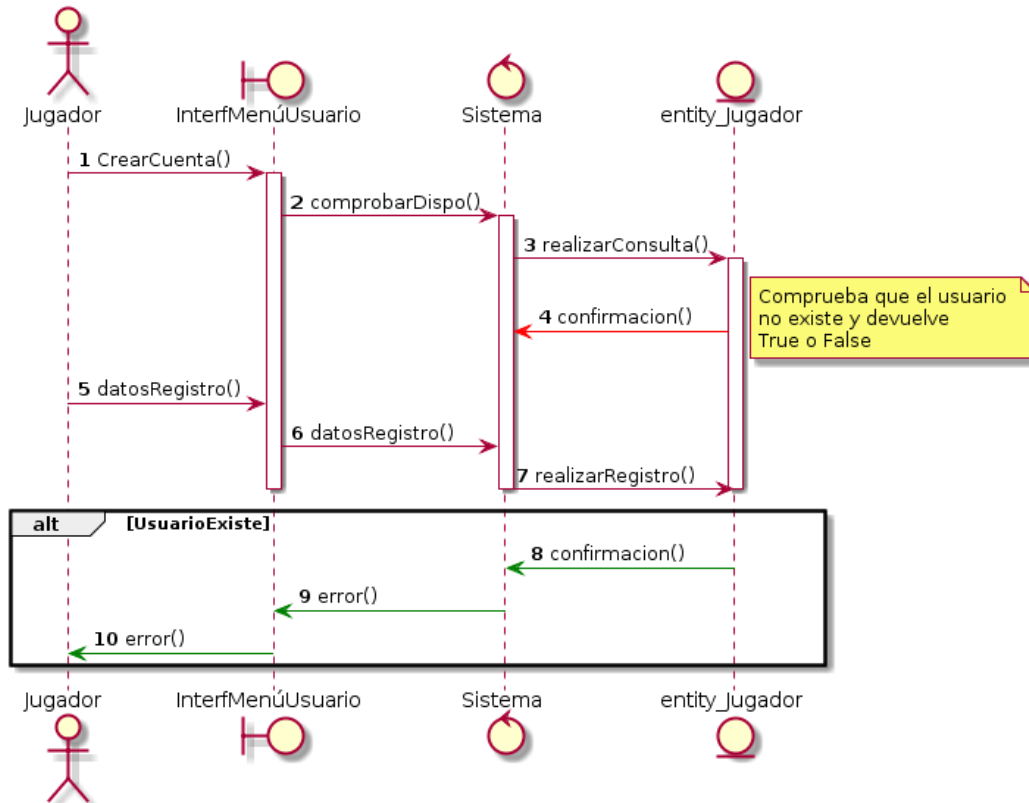 Jugador
InterfMenúUsuario
Sistema
entity_Jugador
1 CrearCuenta()
2 comprobarDispo()
3 realizarConsulta()
Comprueba que el usuario
no existe y devuelve
True o False
4 confirmacion()
5 datosRegistro()
6 datosRegistro()
7 realizarRegistro()
alt [UsuarioExiste]
8 confirmacion()
9 error()
10 error()
Jugador
InterfMenúUsuario
Sistema
entity_Jugador